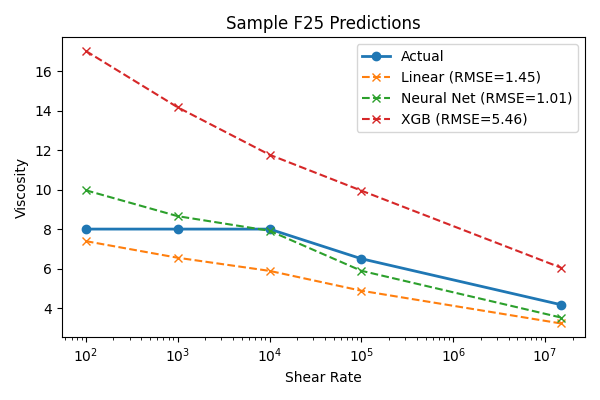 Sample F25 Predictions
Actual
Linear (RMSE=1.45)
Neural Net (RMSE=1.01)
XGB (RMSE=5.46)
Viscosity
16
14
12
10
8
6
4
10²
10³
10⁴
10⁵
10⁶
10⁷
Shear Rate